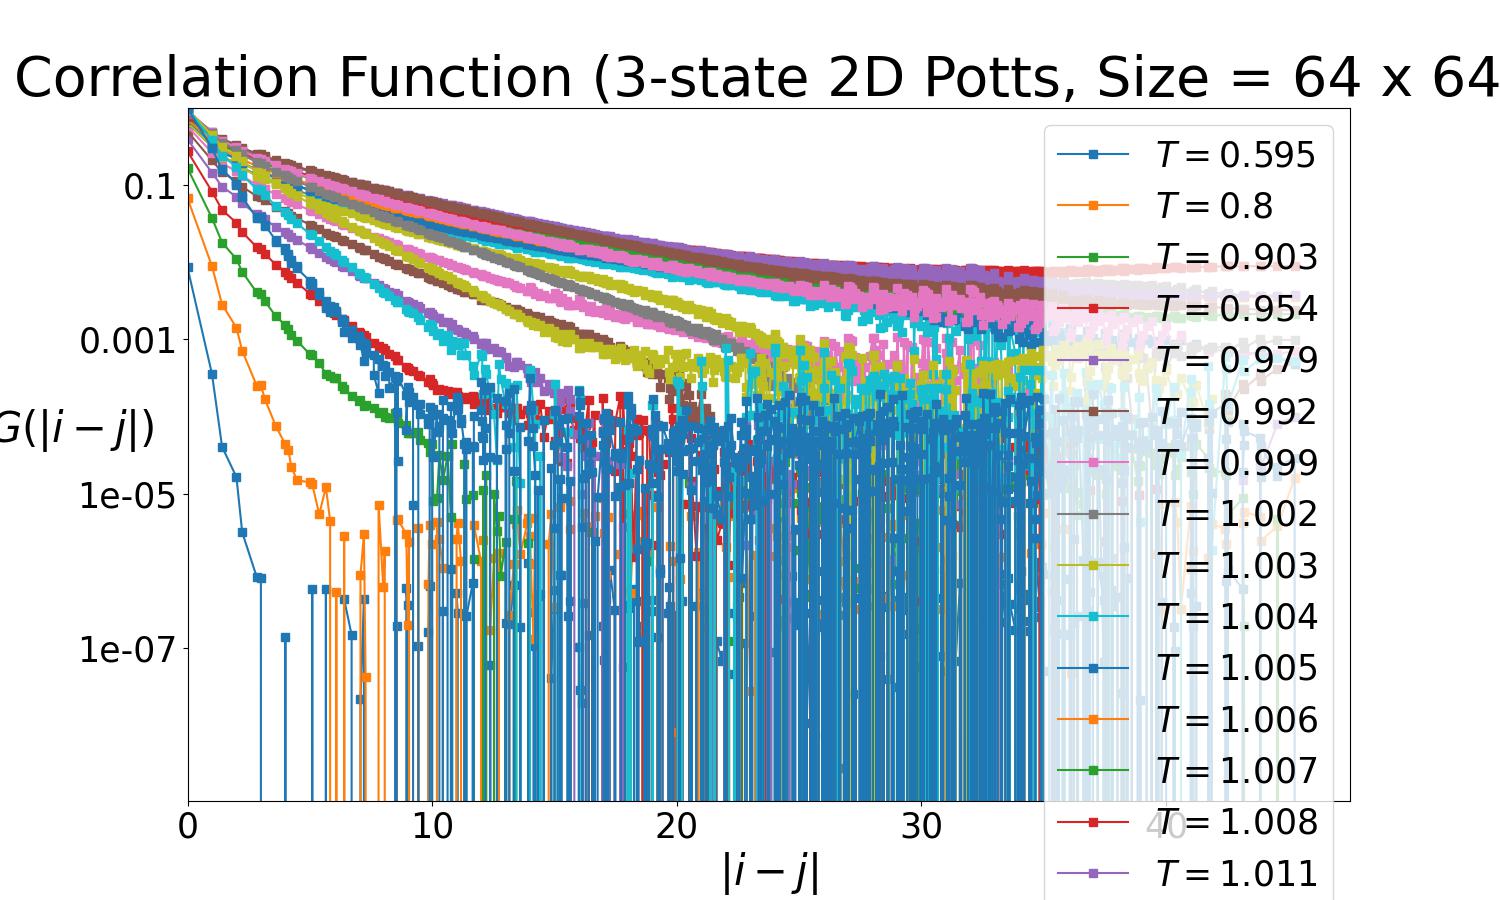 Correlation Function (3-state 2D Potts, Size = 64 x 64
0.1
0.001
1e-05
1e-07
G(|i − j|)
0
10
20
30
40
|i − j|
T = 0.595
T = 0.8
T = 0.903
T = 0.954
T = 0.979
T = 0.992
T = 0.999
T = 1.002
T = 1.003
T = 1.004
T = 1.005
T = 1.006
T = 1.007
T = 1.008
T = 1.011